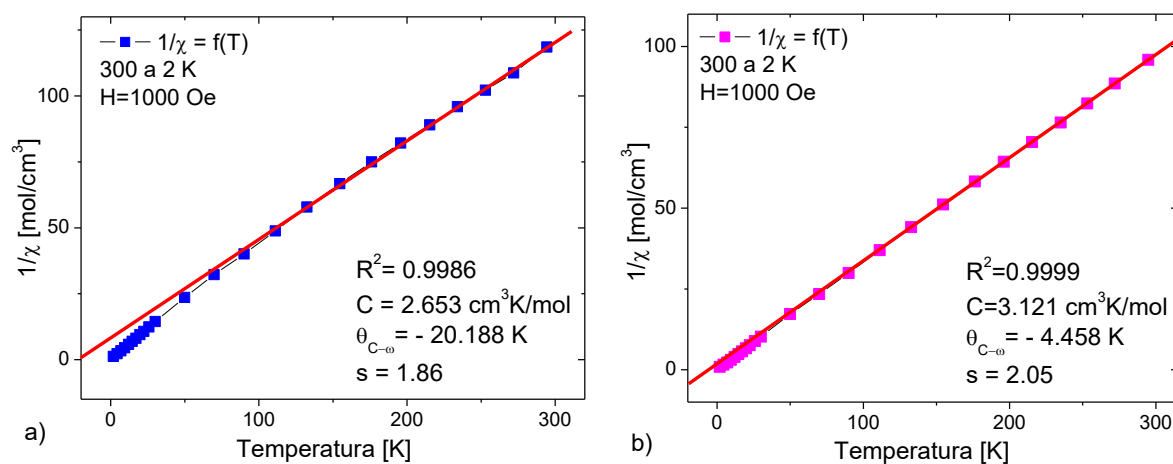 1/χ = f(T)
300 a 2 K
H=1000 Oe
100
50
0
1/χ [mol/cm³]
R²= 0.9986
C = 2.653 cm³K/mol
θC−ω= - 20.188 K
s = 1.86
0 100 200 300
a)
Temperatura [K]
1/χ = f(T)
300 a 2 K
H=1000 Oe
100
50
0
1/χ [mol/cm³]
R²=0.9999
C=3.121 cm³K/mol
θC−ω= - 4.458 K
s = 2.05
0 100 200 300
b)
Temperatura [K]